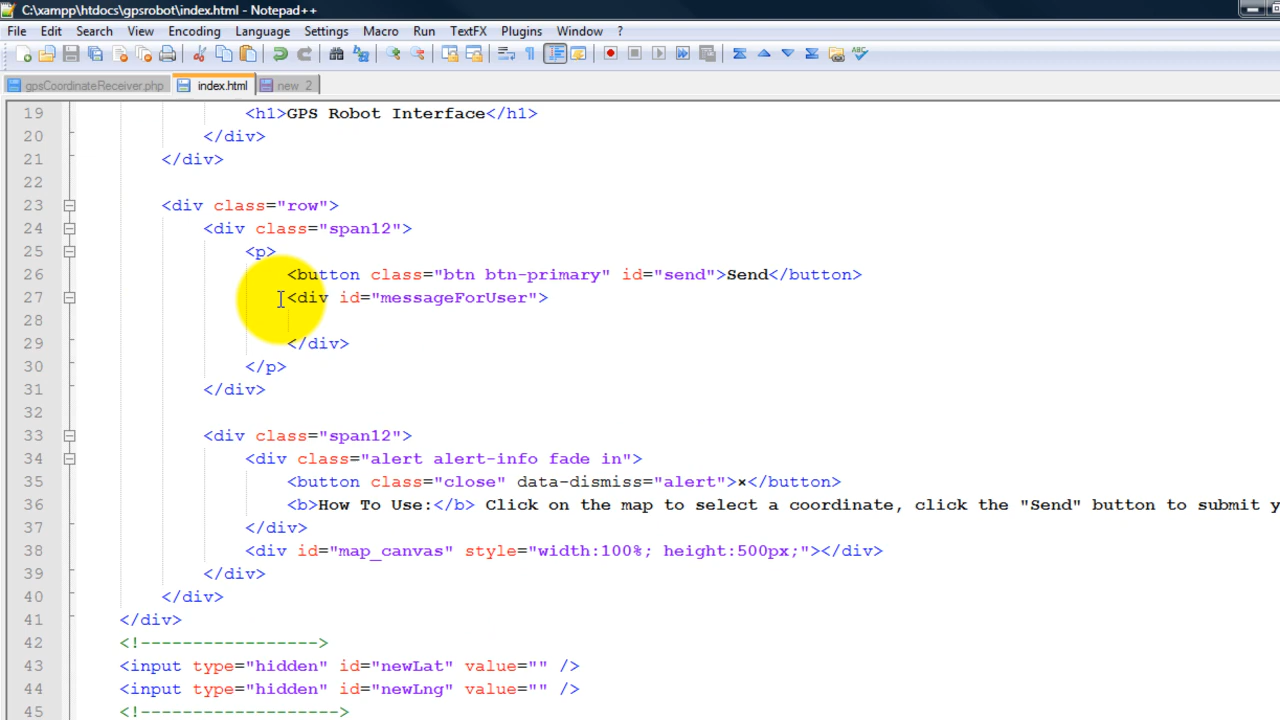 C:\xampp\htdocs\gpsrobot\index.html - Notepad++
File Edit Search View Encoding Language Settings Macro Run TextFX Plugins Window ?
gpsCoordinateReceiver.php index.html new 2
19 <h1>GPS Robot Interface</h1>
20 </div>
21 </div>
22
23 <div class="row">
24 <div class="span12">
25 <p>
26 <button class="btn btn-primary" id="send">Send</button>
27 <div id="messageForUser">
28
29 </div>
30 </p>
31 </div>
32
33 <div class="span12">
34 <div class="alert alert-info fade in">
35 <button class="close" data-dismiss="alert">×</button>
36 <b>How To Use:</b> Click on the map to select a coordinate, click the "Send" button to submit y
37 </div>
38 <div id="map_canvas" style="width:100%; height:500px;"></div>
39 </div>
40 </div>
41 </div>
42 <!---------------->
43 <input type="hidden" id="newLat" value="" />
44 <input type="hidden" id="newLng" value="" />
45 <!------------------>